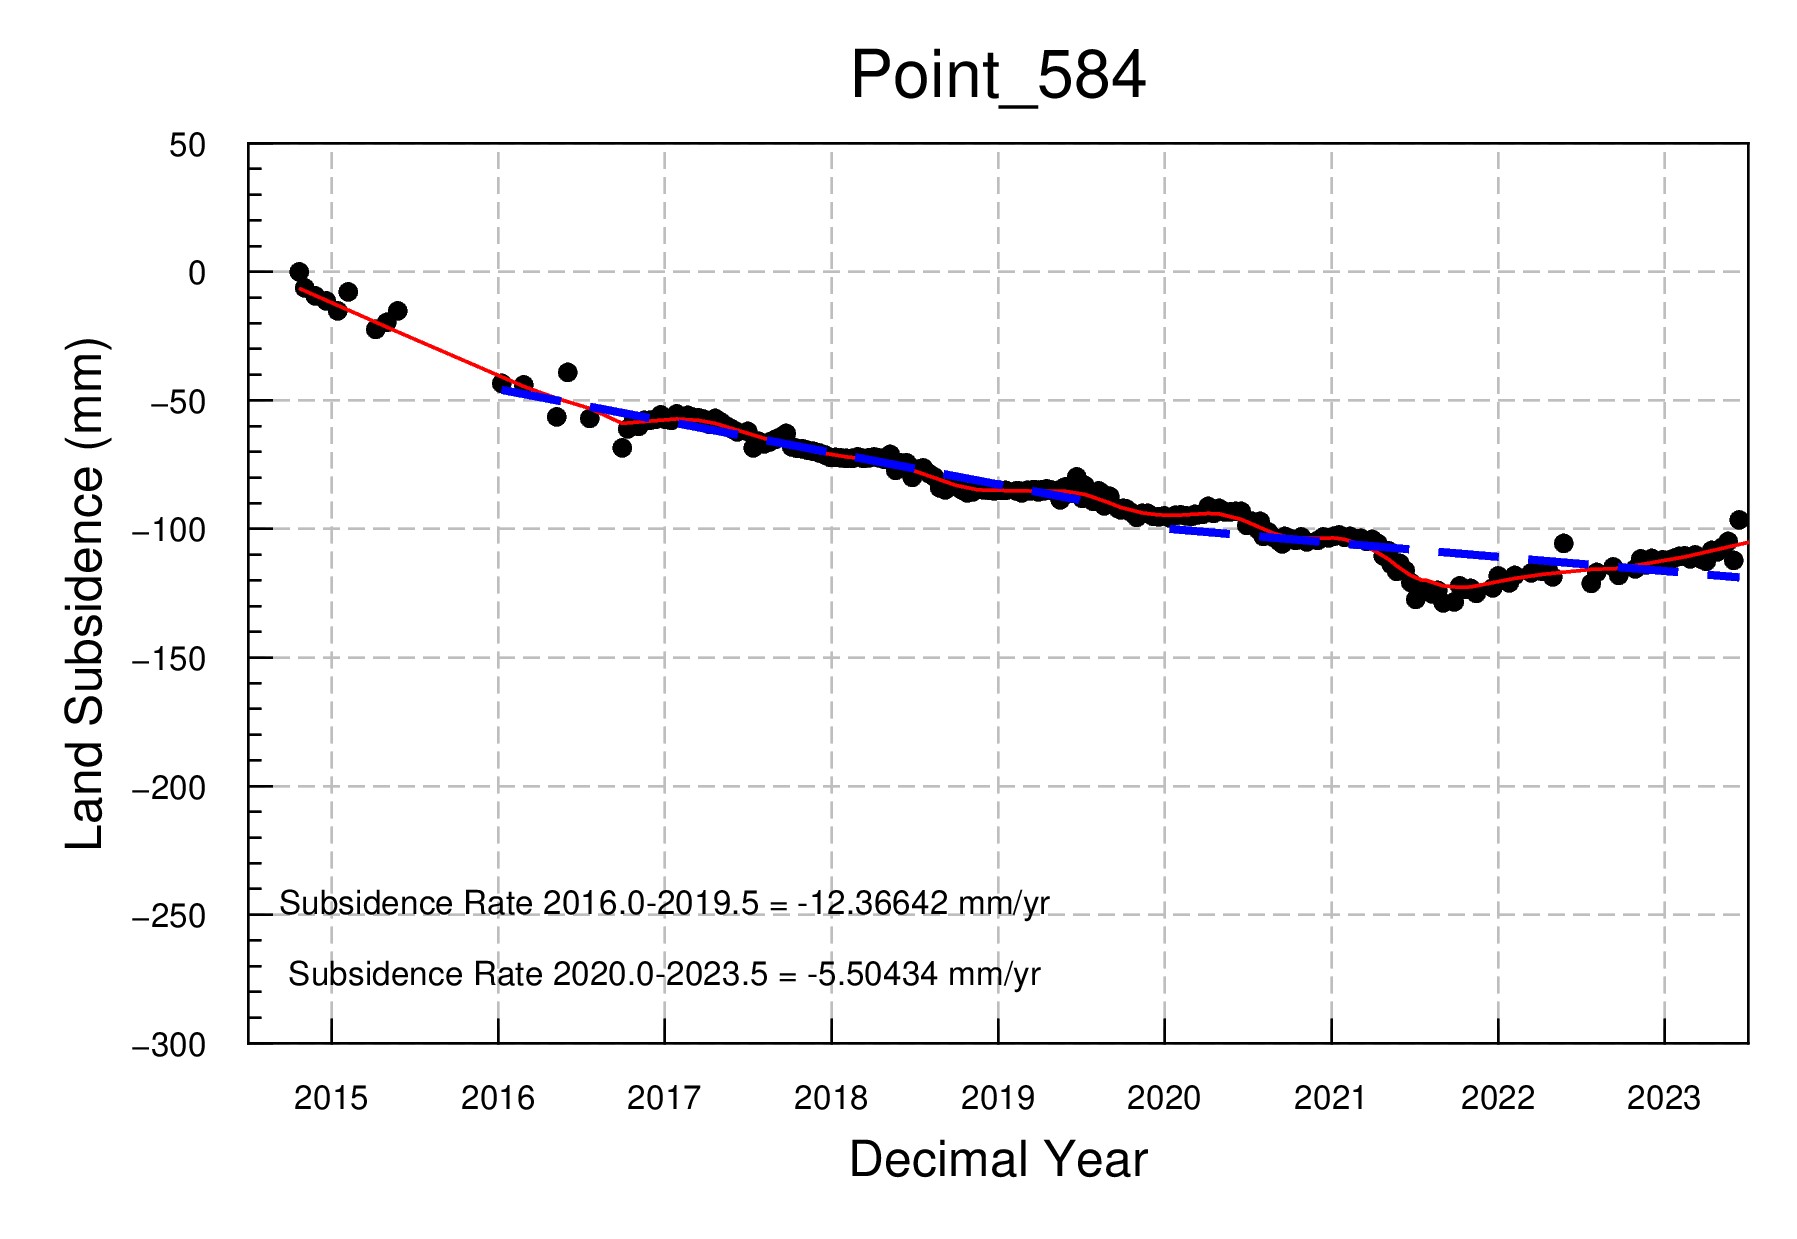 Point_584
50
0
−50
−100
−150
−200
−250
−300
Land Subsidence (mm)
Subsidence Rate 2016.0-2019.5 = -12.36642 mm/yr
Subsidence Rate 2020.0-2023.5 = -5.50434 mm/yr
2015 2016 2017 2018 2019 2020 2021 2022 2023
Decimal Year